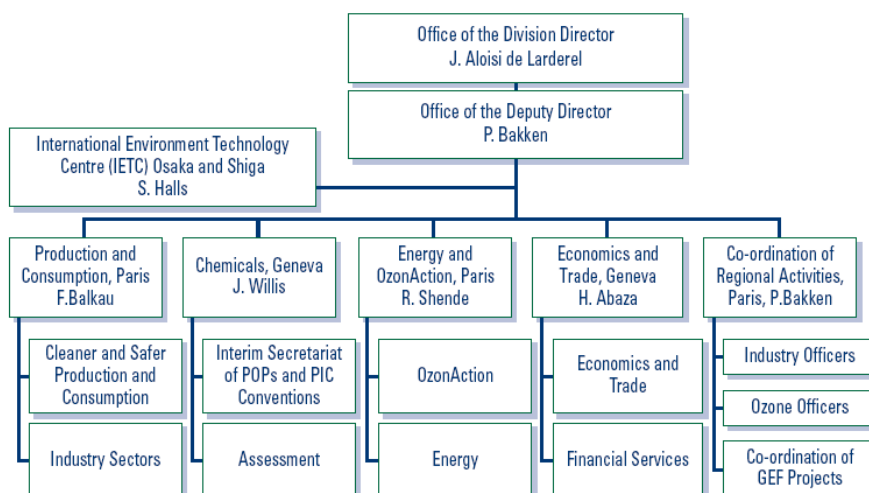 Office of the Division Director
J. Aloisi de Larderel
Office of the Deputy Director
P. Bakken
International Environment Technology
Centre (IETC) Osaka and Shiga
S. Halls
Production and
Consumption, Paris
F.Balkau
Chemicals, Geneva
J. Willis
Energy and
OzonAction, Paris
R. Shende
Economics and
Trade, Geneva
H. Abaza
Co-ordination of
Regional Activities,
Paris, P.Bakken
Cleaner and Safer
Production and
Consumption
Interim Secretariat
of POPs and PIC
Conventions
OzonAction
Economics and
Trade
Industry Officers
Ozone Officers
Industry Sectors
Assessment
Energy
Financial Services
Co-ordination of
GEF Projects